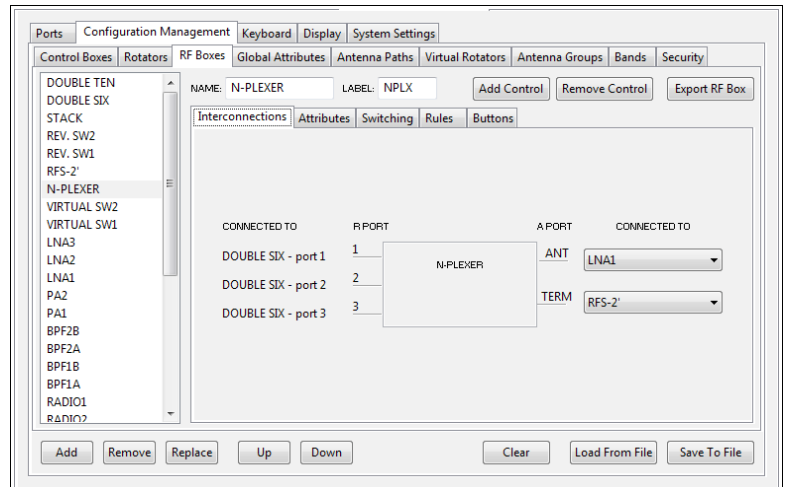 Ports Configuration Management Keyboard Display System Settings
Control Boxes Rotators RF Boxes Global Attributes Antenna Paths Virtual Rotators Antenna Groups Bands Security
DOUBLE TEN
DOUBLE SIX
STACK
REV. SW2
REV. SW1
RFS-2'
N-PLEXER
VIRTUAL SW2
VIRTUAL SW1
LNA3
LNA2
LNA1
PA2
PA1
BPF2B
BPF2A
BPF1B
BPF1A
RADIO1
RADIO2
NAME: N-PLEXER LABEL: NPLX Add Control Remove Control Export RF Box
Interconnections Attributes Switching Rules Buttons
CONNECTED TO R PORT A PORT CONNECTED TO
DOUBLE SIX - port 1 1 N-PLEXER ANT LNA1
DOUBLE SIX - port 2 2
DOUBLE SIX - port 3 3 TERM RFS-2'
Add Remove Replace Up Down Clear Load From File Save To File